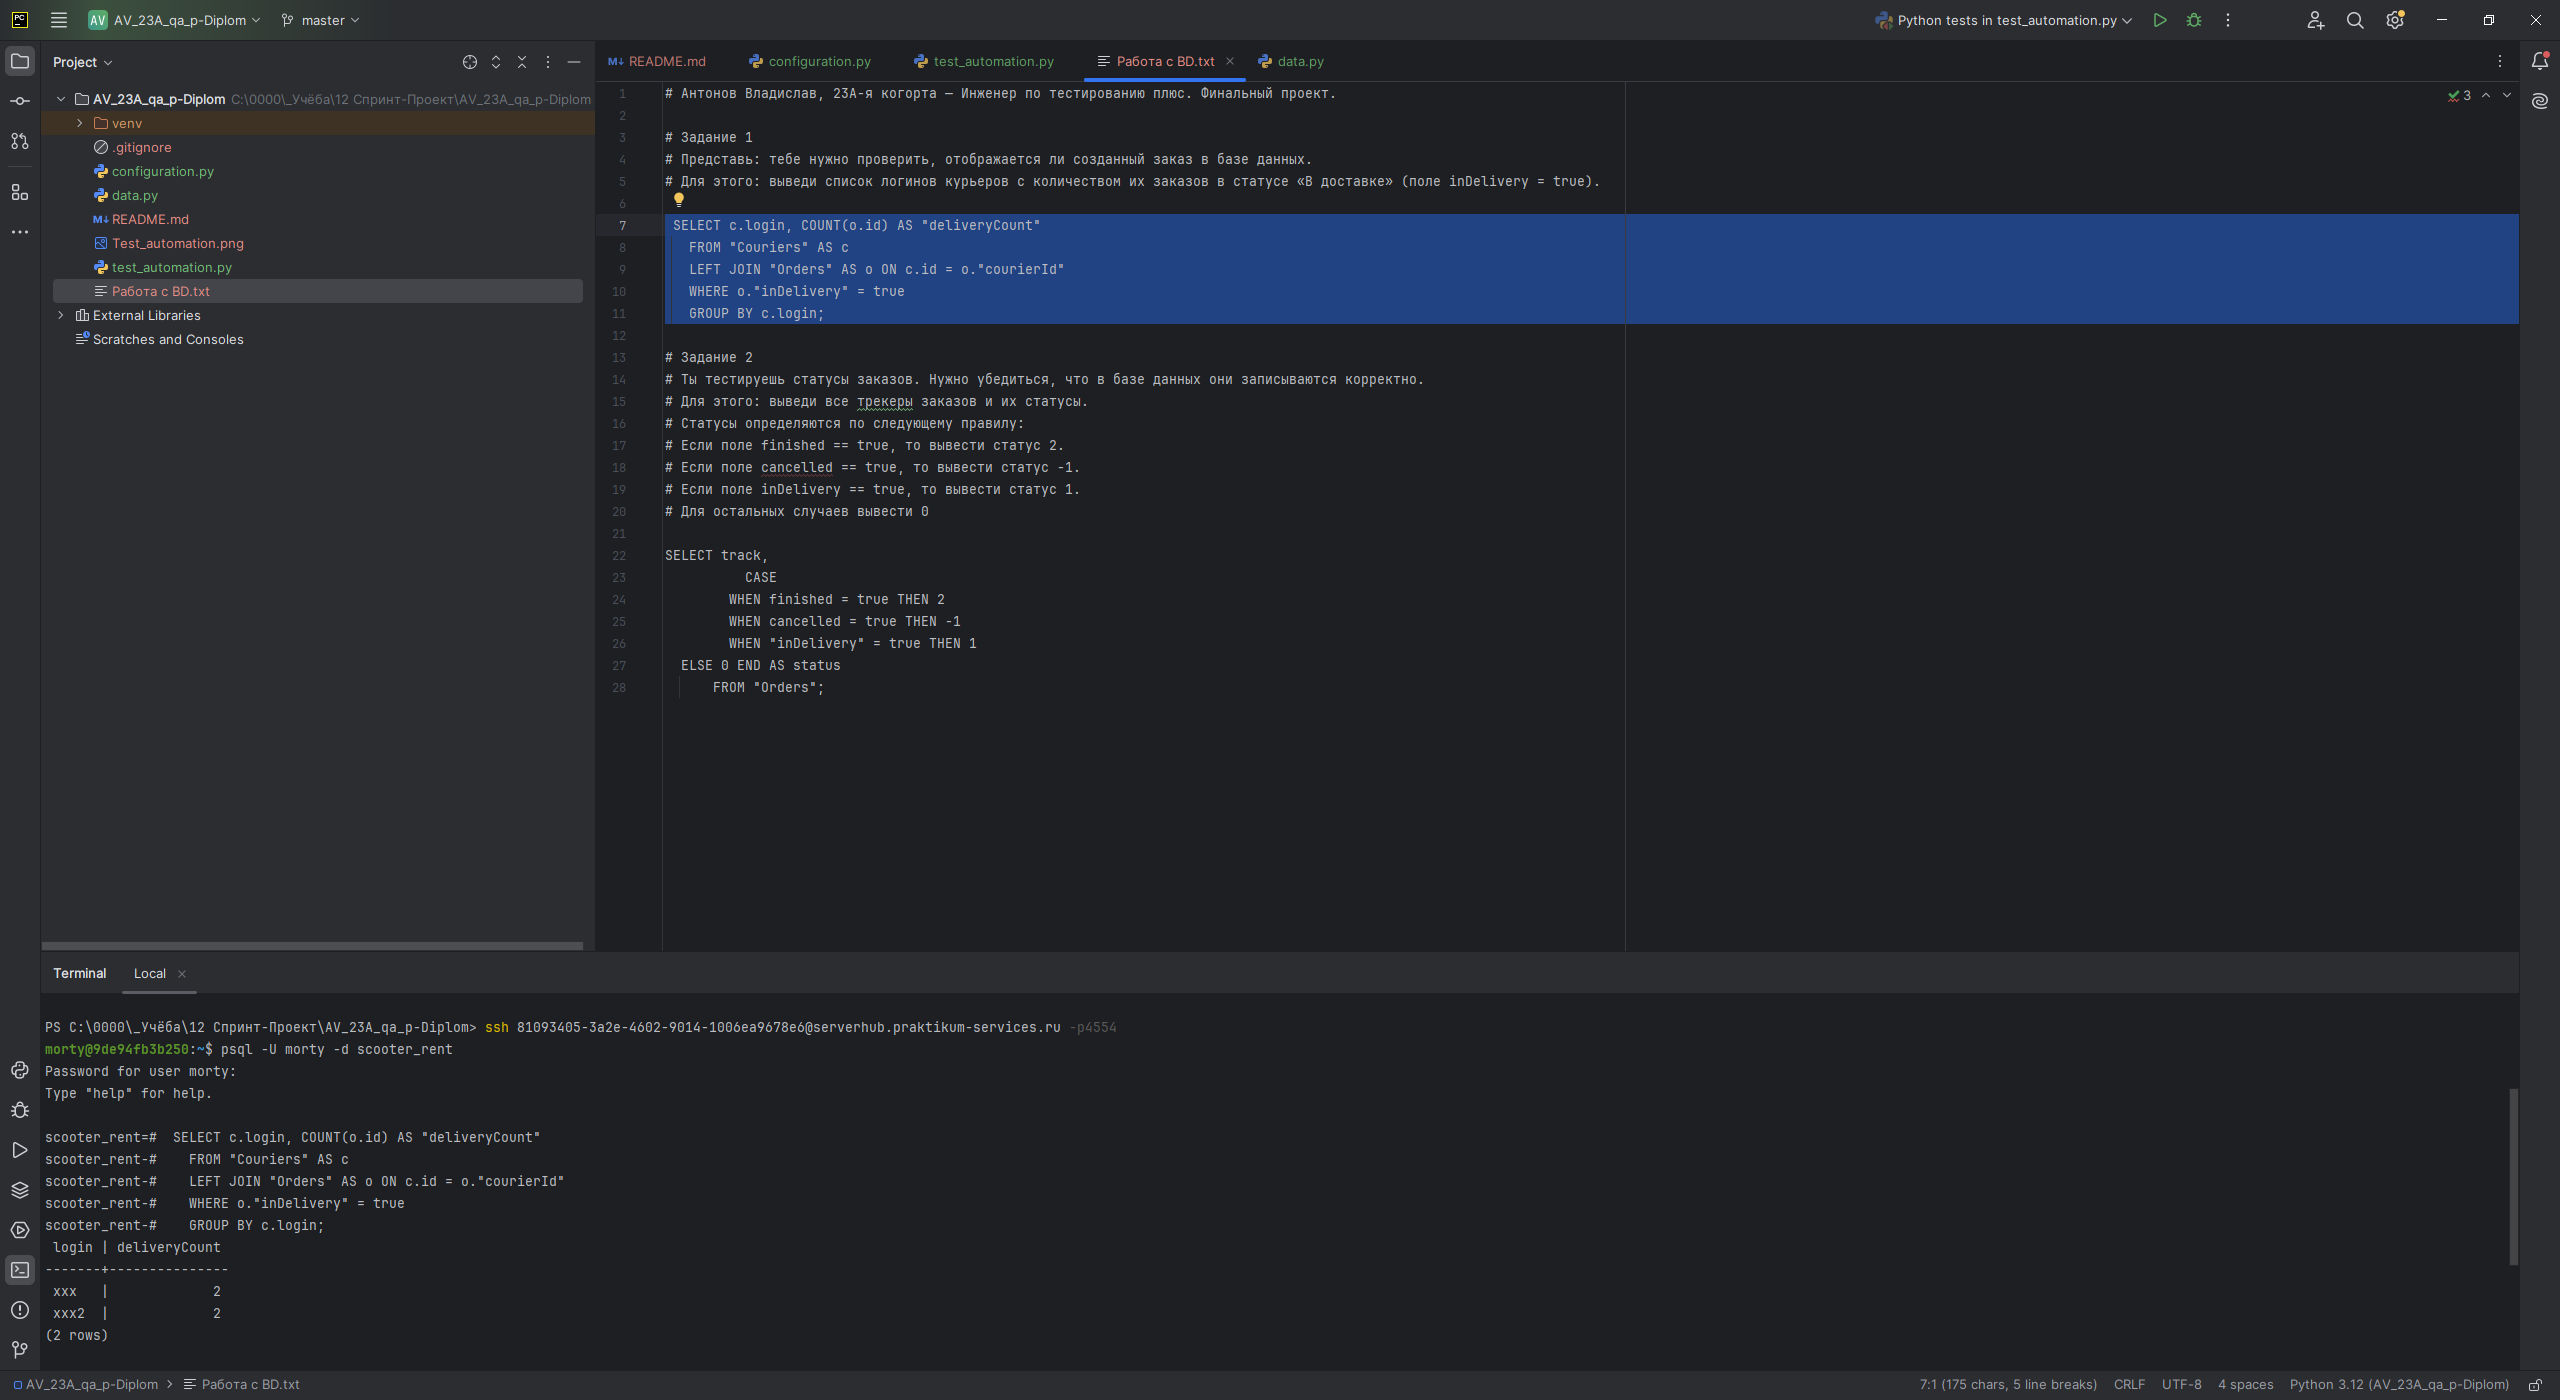 AV AV_23A_qa_p-Diplom master Python tests in test_automation.py
Project
AV_23A_qa_p-Diplom C:\0000\_Учёба\12 Спринт-Проект\AV_23A_qa_p-Diplom
venv
.gitignore
configuration.py
data.py
README.md
Test_automation.png
test_automation.py
Работа с BD.txt
External Libraries
Scratches and Consoles
README.md configuration.py test_automation.py Работа с BD.txt data.py
3
1 # Антонов Владислав, 23А-я когорта — Инженер по тестированию плюс. Финальный проект.
2
3 # Задание 1
4 # Представь: тебе нужно проверить, отображается ли созданный заказ в базе данных.
5 # Для этого: выведи список логинов курьеров с количеством их заказов в статусе «В доставке» (поле inDelivery = true).
6
7 SELECT c.login, COUNT(o.id) AS "deliveryCount"
8 FROM "Couriers" AS c
9 LEFT JOIN "Orders" AS o ON c.id = o."courierId"
10 WHERE o."inDelivery" = true
11 GROUP BY c.login;
12
13 # Задание 2
14 # Ты тестируешь статусы заказов. Нужно убедиться, что в базе данных они записываются корректно.
15 # Для этого: выведи все трекеры заказов и их статусы.
16 # Статусы определяются по следующему правилу:
17 # Если поле finished == true, то вывести статус 2.
18 # Если поле cancelled == true, то вывести статус -1.
19 # Если поле inDelivery == true, то вывести статус 1.
20 # Для остальных случаев вывести 0
21
22 SELECT track,
23 CASE
24 WHEN finished = true THEN 2
25 WHEN cancelled = true THEN -1
26 WHEN "inDelivery" = true THEN 1
27 ELSE 0 END AS status
28 FROM "Orders";
Terminal Local
PS C:\0000\_Учёба\12 Спринт-Проект\AV_23A_qa_p-Diplom> ssh 81093405-3a2e-4602-9014-1006ea9678e6@serverhub.praktikum-services.ru -p4554
morty@9de94fb3b250:~$ psql -U morty -d scooter_rent
Password for user morty:
Type "help" for help.
scooter_rent=# SELECT c.login, COUNT(o.id) AS "deliveryCount"
scooter_rent-# FROM "Couriers" AS c
scooter_rent-# LEFT JOIN "Orders" AS o ON c.id = o."courierId"
scooter_rent-# WHERE o."inDelivery" = true
scooter_rent-# GROUP BY c.login;
login | deliveryCount
-------+---------------
xxx | 2
xxx2 | 2
(2 rows)
AV_23A_qa_p-Diplom > Работа с BD.txt 7:1 (175 chars, 5 line breaks) CRLF UTF-8 4 spaces Python 3.12 (AV_23A_qa_p-Diplom)